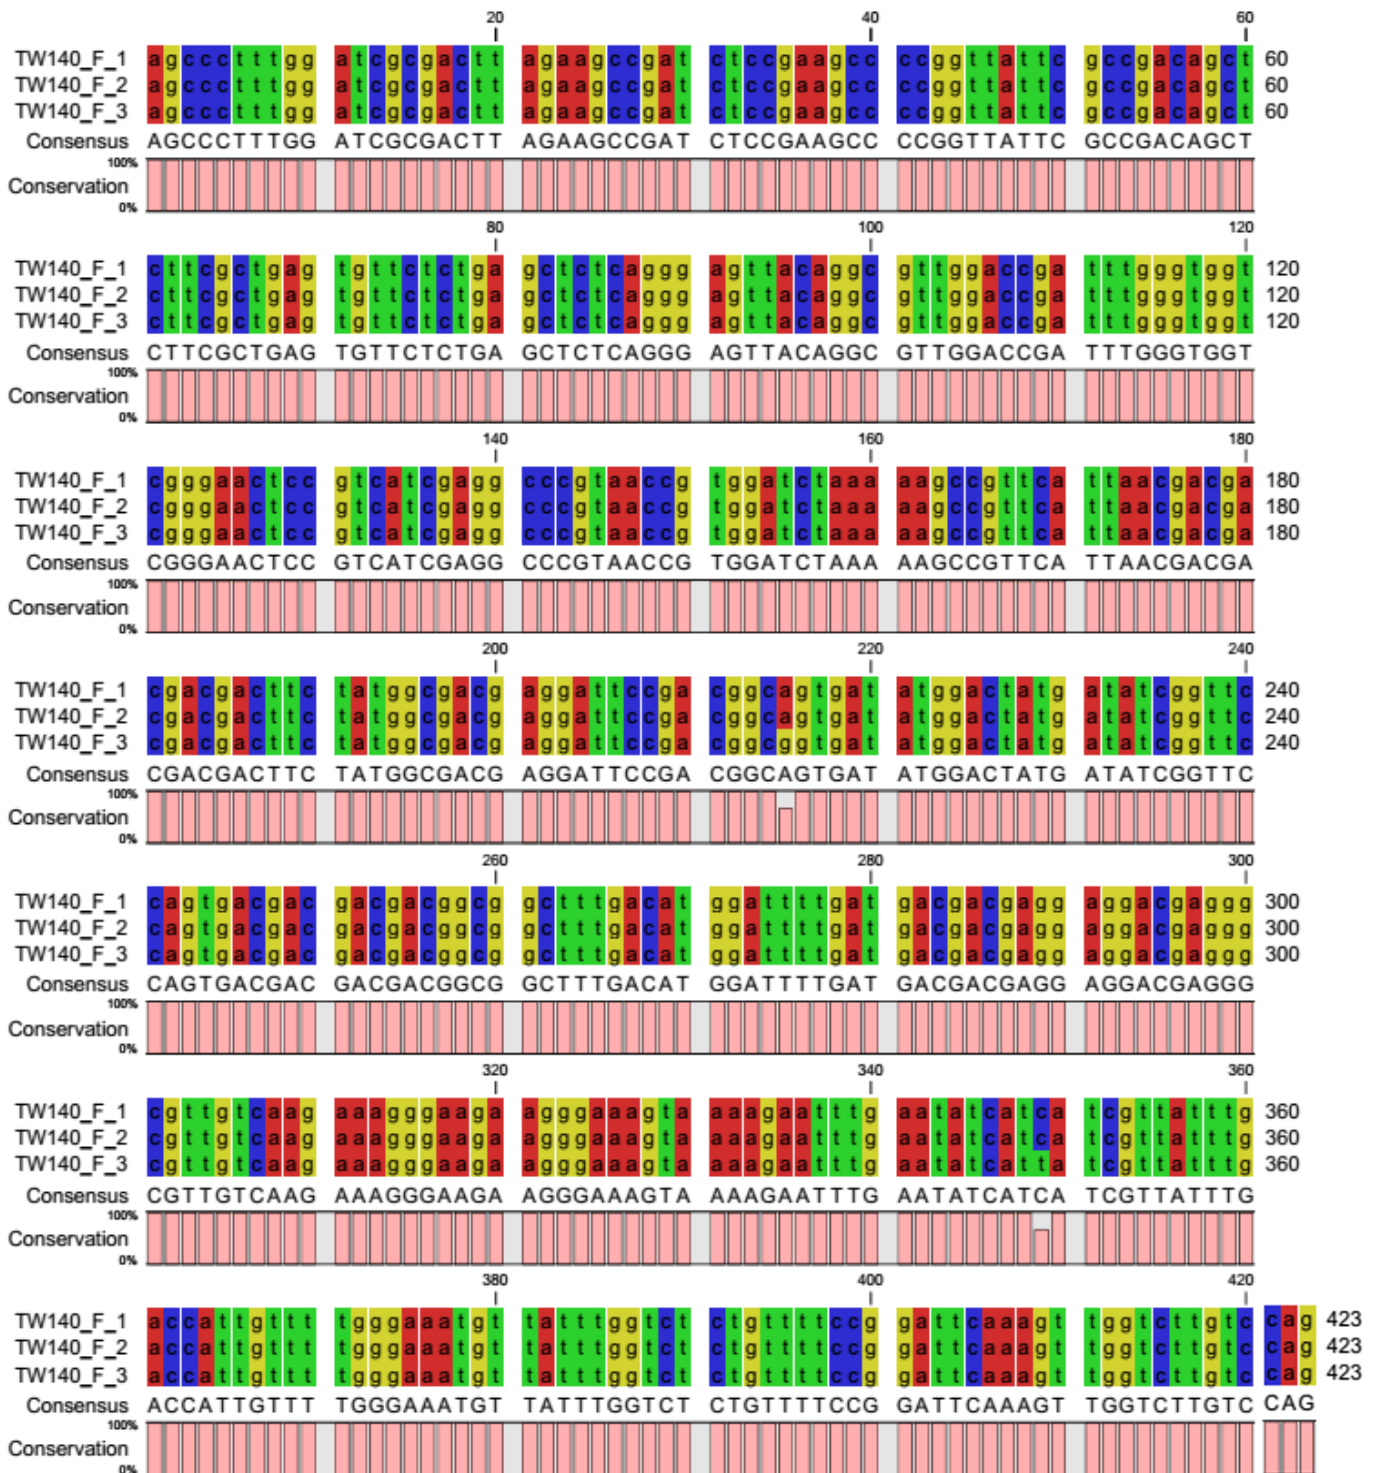 20 40 60
TW140_F_1 agccctttgg atcgcgactt agaagccgat ctccgaagcc ccggttattc gccgacagct 60
TW140_F_2 agccctttgg atcgcgactt agaagccgat ctccgaagcc ccggttattc gccgacagct 60
TW140_F_3 agccctttgg atcgcgactt agaagccgat ctccgaagcc ccggttattc gccgacagct 60
Consensus AGCCCTTTGG ATCGCGACTT AGAAGCCGAT CTCCGAAGCC CCGGTTATTC GCCGACAGCT
100%
Conservation
0%
80 100 120
TW140_F_1 cttcgctgag tgttctctga gctctcaggg agttacaggc gttggaccga tttgggtggt 120
TW140_F_2 cttcgctgag tgttctctga gctctcaggg agttacaggc gttggaccga tttgggtggt 120
TW140_F_3 cttcgctgag tgttctctga gctctcaggg agttacaggc gttggaccga tttgggtggt 120
Consensus CTTCGCTGAG TGTTCTCTGA GCTCTCAGGG AGTTACAGGC GTTGGACCGA TTTGGGTGGT
100%
Conservation
0%
140 160 180
TW140_F_1 cgggaactcc gtcatcgagg cccgtaaccg tggatctaaa aagccgttca ttaacgacga 180
TW140_F_2 cgggaactcc gtcatcgagg cccgtaaccg tggatctaaa aagccgttca ttaacgacga 180
TW140_F_3 cgggaactcc gtcatcgagg cccgtaaccg tggatctaaa aagccgttca ttaacgacga 180
Consensus CGGGAACTCC GTCATCGAGG CCCGTAACCG TGGATCTAAA AAGCCGTTCA TTAACGACGA
100%
Conservation
0%
200 220 240
TW140_F_1 cgacgacttc tatggcgacg aggattccga cggcagtgat atggactatg atatcggttc 240
TW140_F_2 cgacgacttc tatggcgacg aggattccga cggcagtgat atggactatg atatcggttc 240
TW140_F_3 cgacgacttc tatggcgacg aggattccga cggcggtgat atggactatg atatcggttc 240
Consensus CGACGACTTC TATGGCGACG AGGATTCCGA CGGCAGTGAT ATGGACTATG ATATCGGTTC
100%
Conservation
0%
260 280 300
TW140_F_1 cagtgacgac gacgacggcg gctttgacat ggattttgat gacgacgagg aggacgaggg 300
TW140_F_2 cagtgacgac gacgacggcg gctttgacat ggattttgat gacgacgagg aggacgaggg 300
TW140_F_3 cagtgacgac gacgacggcg gctttgacat ggattttgat gacgacgagg aggacgaggg 300
Consensus CAGTGACGAC GACGACGGCG GCTTTGACAT GGATTTTGAT GACGACGAGG AGGACGAGGG
100%
Conservation
0%
320 340 360
TW140_F_1 cgttgtcaag aaagggaaga agggaaagta aaagaatttg aatatcatca tcgttatttg 360
TW140_F_2 cgttgtcaag aaagggaaga agggaaagta aaagaatttg aatatcatca tcgttatttg 360
TW140_F_3 cgttgtcaag aaagggaaga agggaaagta aaagaatttg aatatcatta tcgttatttg 360
Consensus CGTTGTCAAG AAAGGGAAGA AGGGAAAGTA AAAGAATTTG AATATCATCA TCGTTATTTG
100%
Conservation
0%
380 400 420
TW140_F_1 accattgttt tgggaaatgt tatttggtct ctgttttccg gattcaaagt tggtcttgtc cag 423
TW140_F_2 accattgttt tgggaaatgt tatttggtct ctgttttccg gattcaaagt tggtcttgtc cag 423
TW140_F_3 accattgttt tgggaaatgt tatttggtct ctgttttccg gattcaaagt tggtcttgtc cag 423
Consensus ACCATTGTTT TGGGAAATGT TATTTGGTCT CTGTTTTCCG GATTCAAAGT TGGTCTTGTC CAG
100%
Conservation
0%